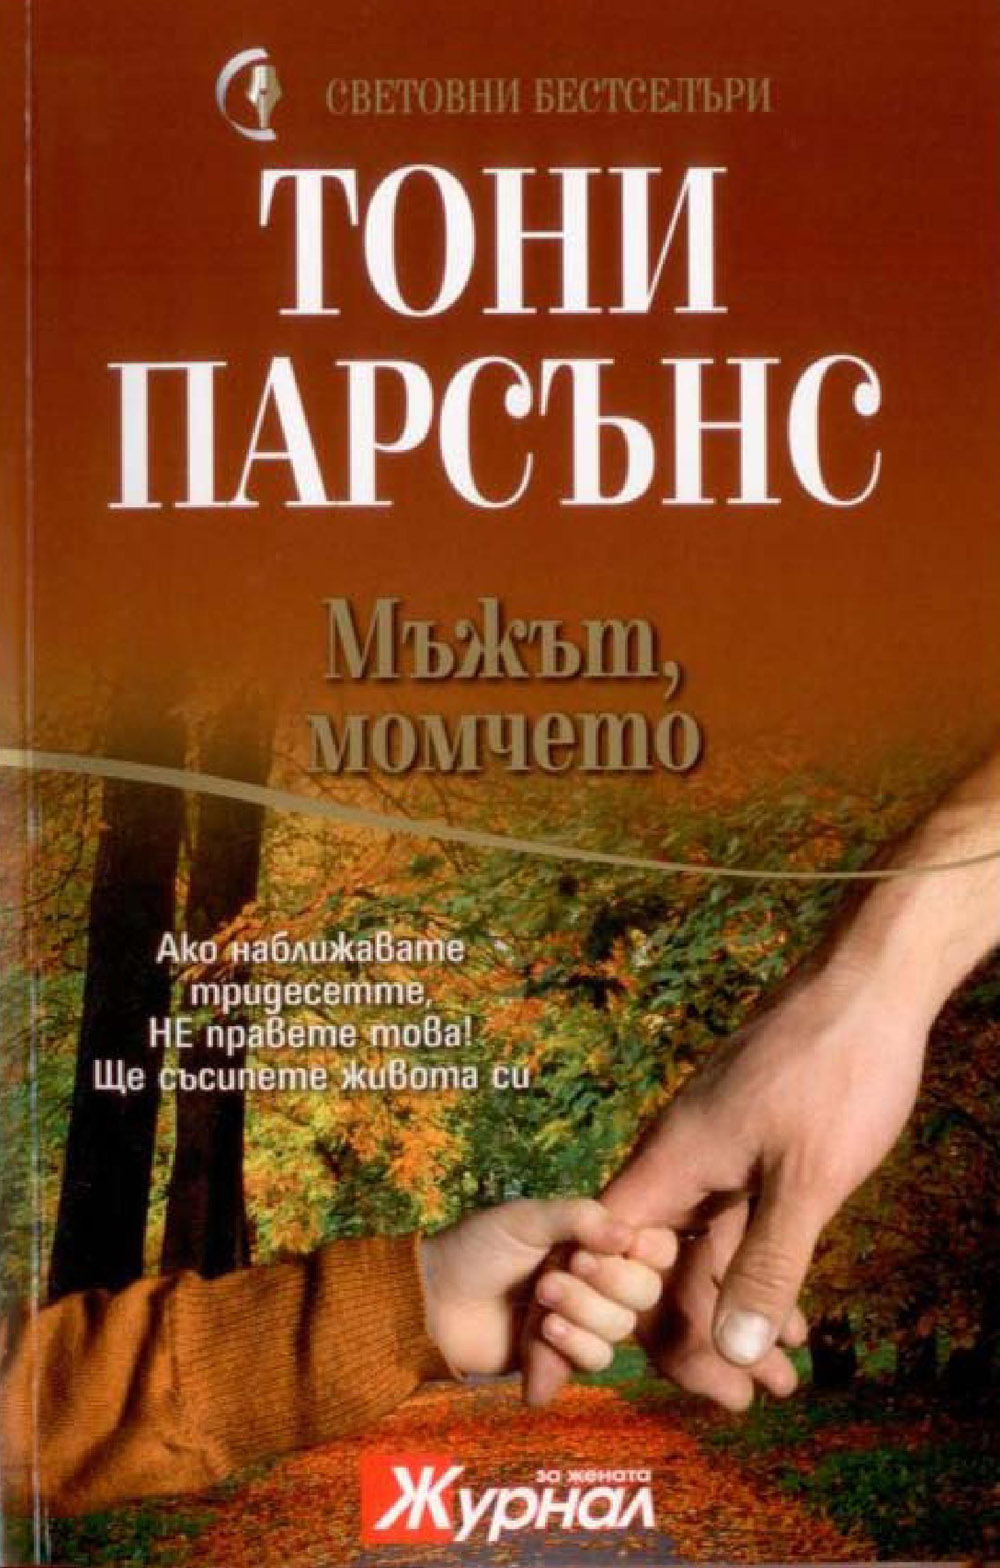 СВЕТОВНИ БЕСТСЕЛЪРИ
ТОНИ
ПАРСЪНС
Мъжът,
момчето
Ако наближавате
тридесетте,
НЕ правете това!
Ще съсипете живота си
за жената
Журнал